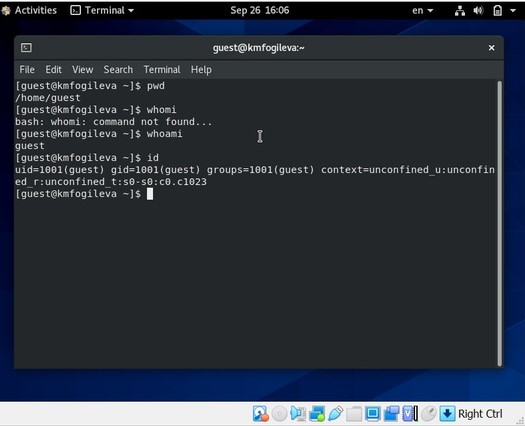 Activities Terminal Sep 26 16:06 en
guest@kmfogileva:~
File Edit View Search Terminal Help
[guest@kmfogileva ~]$ pwd
/home/guest
[guest@kmfogileva ~]$ whomi
bash: whomi: command not found...
[guest@kmfogileva ~]$ whoami
guest
[guest@kmfogileva ~]$ id
uid=1001(guest) gid=1001(guest) groups=1001(guest) context=unconfined_u:unconfin
ed_r:unconfined_t:s0-s0:c0.c1023
[guest@kmfogileva ~]$
Right Ctrl